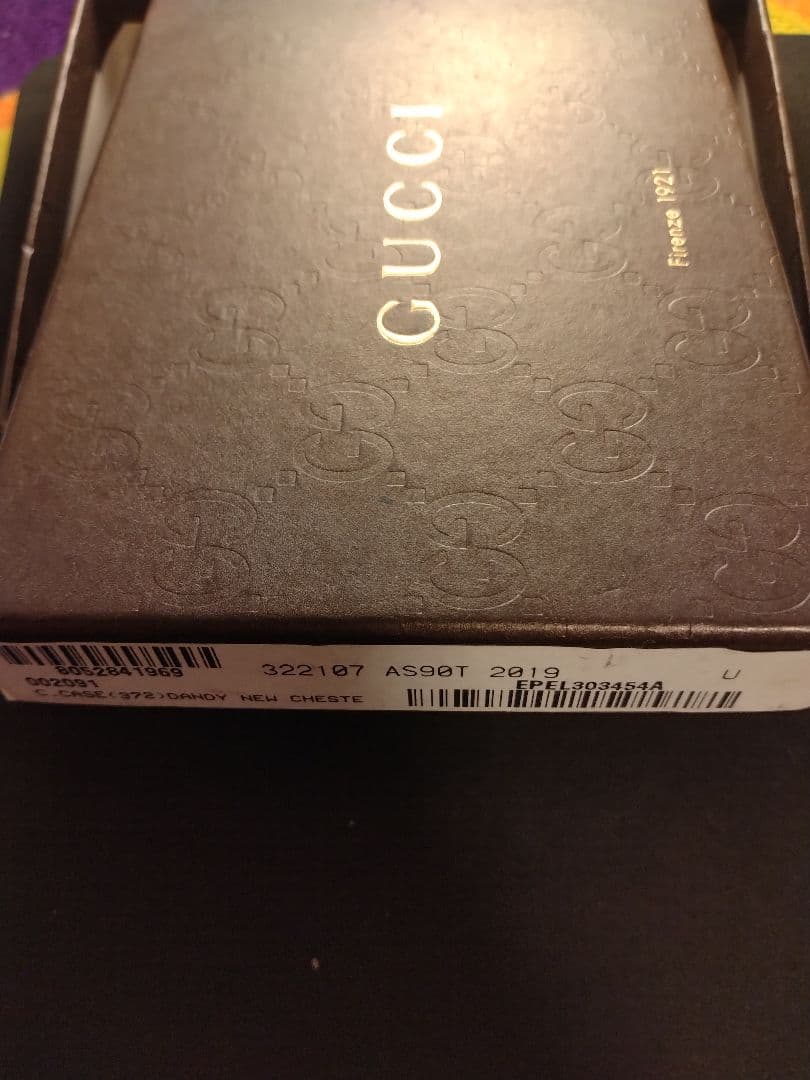 GUCCI
Firenze 1921
8052841969
002091
C.CASE(372)DANDY NEW CHESTE
322107 AS90T 2019
U
EPEL303454A